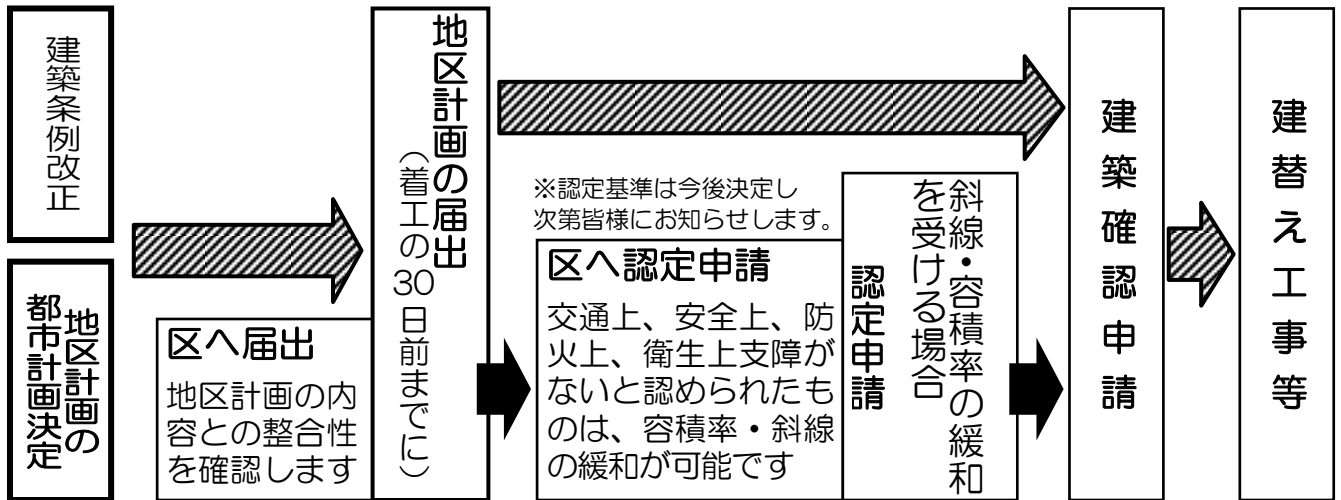 建築条例改正
地区計画の
都市計画決定
区へ届出
地区計画の内
容との整合性
を確認します
地区計画の届出
（着工の30日前までに）
※認定基準は今後決定し
次第皆様にお知らせします。
区へ認定申請
交通上、安全上、防
火上、衛生上支障が
ないと認められたも
のは、容積率・斜線
の緩和が可能です
斜線・容積率の緩和
を受ける場合
認定申請
建築確認申請
建替え工事等